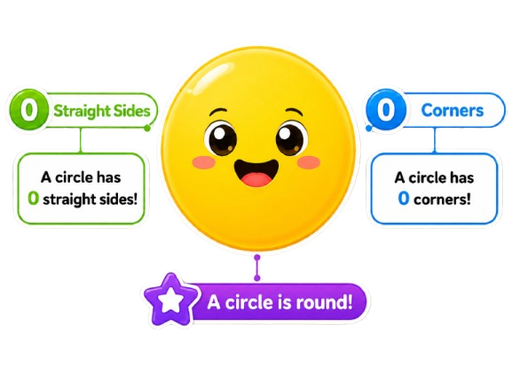 0 Straight Sides
A circle has
0 straight sides!
0 Corners
A circle has
0 corners!
A circle is round!